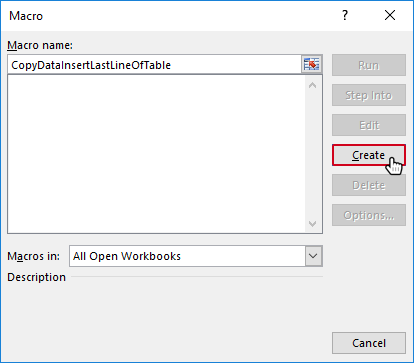 Macro
?
Macro name:
CopyDataInsertLastLineOfTable
Run
Step Into
Edit
Create
Delete
Options...
Macros in:
All Open Workbooks
Description
Cancel